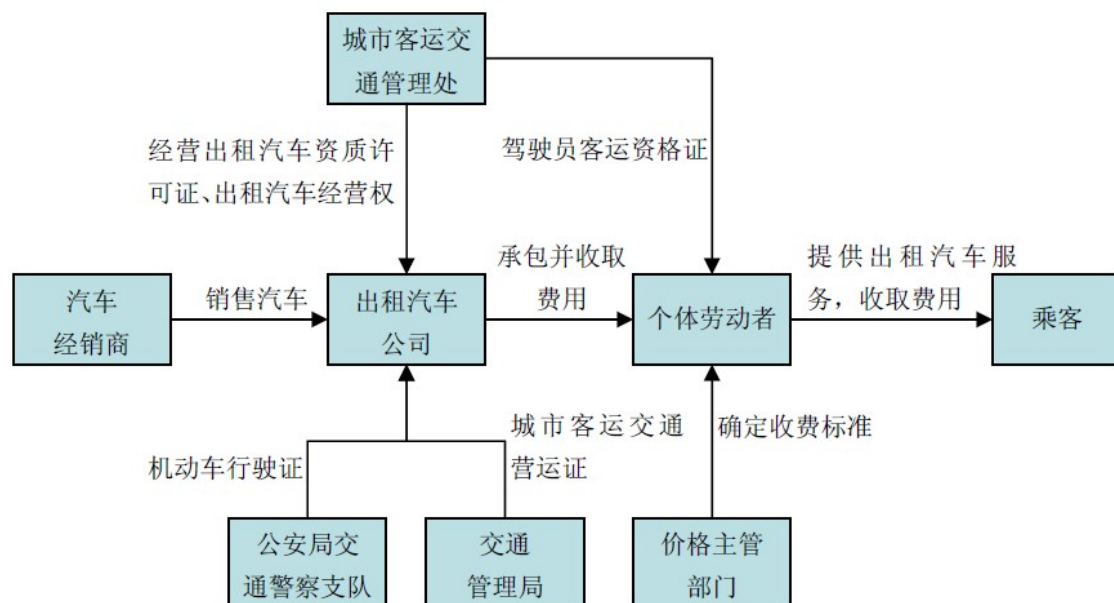 城市客运交
通管理处
经营出租汽车资质许
可证、出租汽车经营权
驾驶员客运资格证
汽车
经销商
销售汽车
出租汽车
公司
承包并收取
费用
个体劳动者
提供出租汽车服
务，收取费用
乘客
机动车行驶证
城市客运交通
营运证
确定收费标准
公安局交
通警察支队
交通
管理局
价格主管
部门